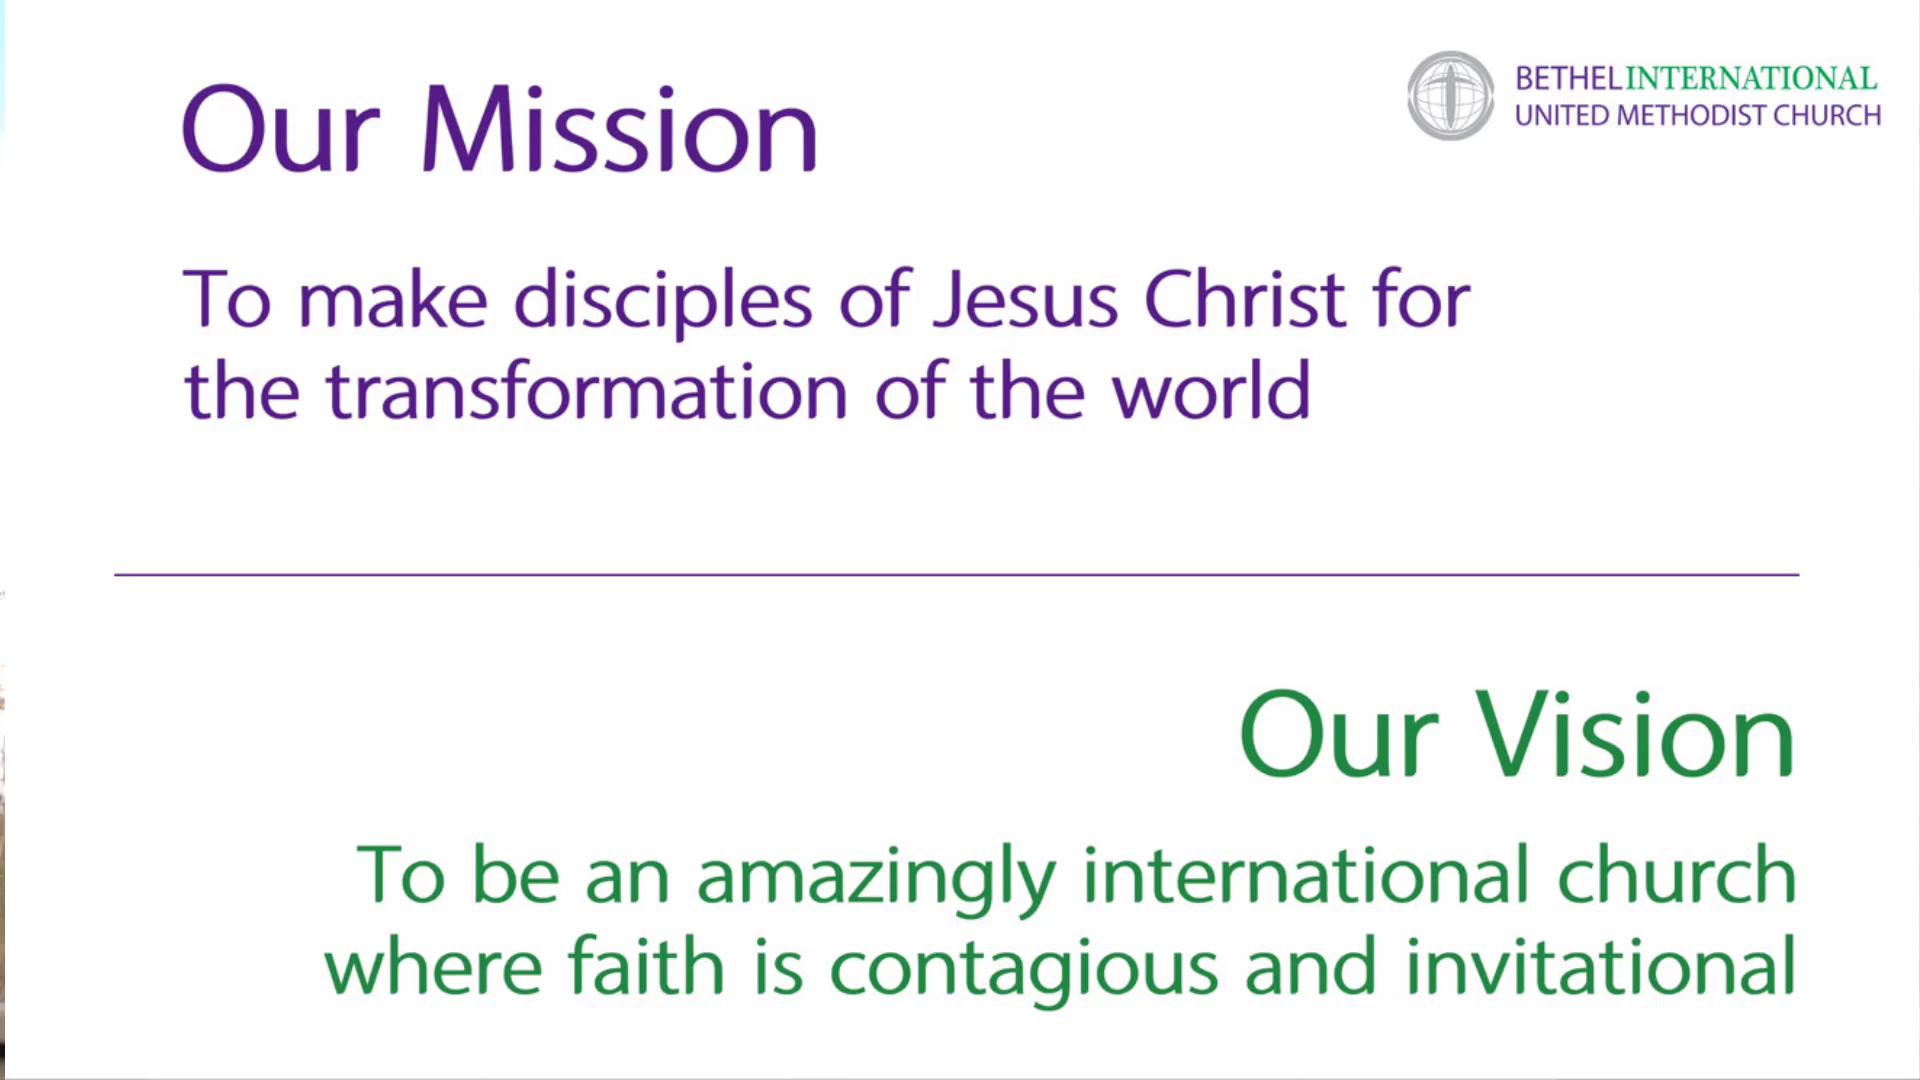 BETHELINTERNATIONAL
UNITED METHODIST CHURCH
Our Mission
To make disciples of Jesus Christ for
the transformation of the world
Our Vision
To be an amazingly international church
where faith is contagious and invitational